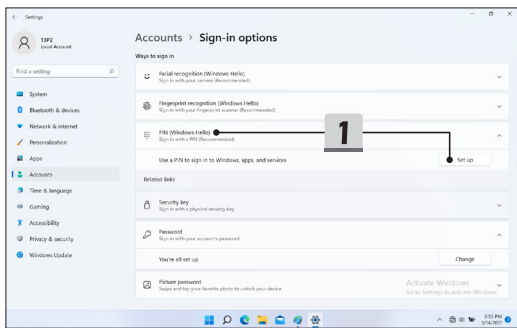 Settings
13P2
Local Account
Find a setting
System
Bluetooth & devices
Network & internet
Personalization
Apps
Accounts
Time & language
Gaming
Accessibility
Privacy & security
Windows Update
Accounts > Sign-in options
Ways to sign in
Facial recognition (Windows Hello)
Sign in with your camera (Recommended)
Fingerprint recognition (Windows Hello)
Sign in with your fingerprint scanner (Recommended)
PIN (Windows Hello)
Sign in with a PIN (Recommended)
1
Use a PIN to sign in to Windows, apps, and services
Set up
Related links
Security key
Sign in with a physical security key
Password
Sign in with your account's password
You're all set up
Change
Picture password
Swipe and tap your favorite photo to unlock your device
Activate Windows
Go to Settings to activate Windows.
8:55 PM
9/14/2021